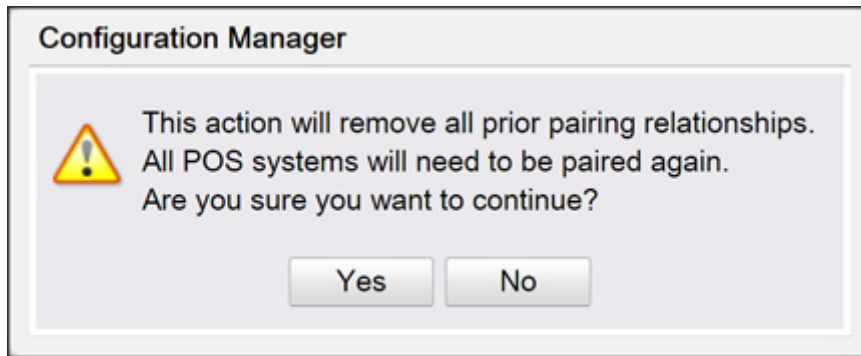 Configuration Manager
This action will remove all prior pairing relationships.
All POS systems will need to be paired again.
Are you sure you want to continue?
Yes No